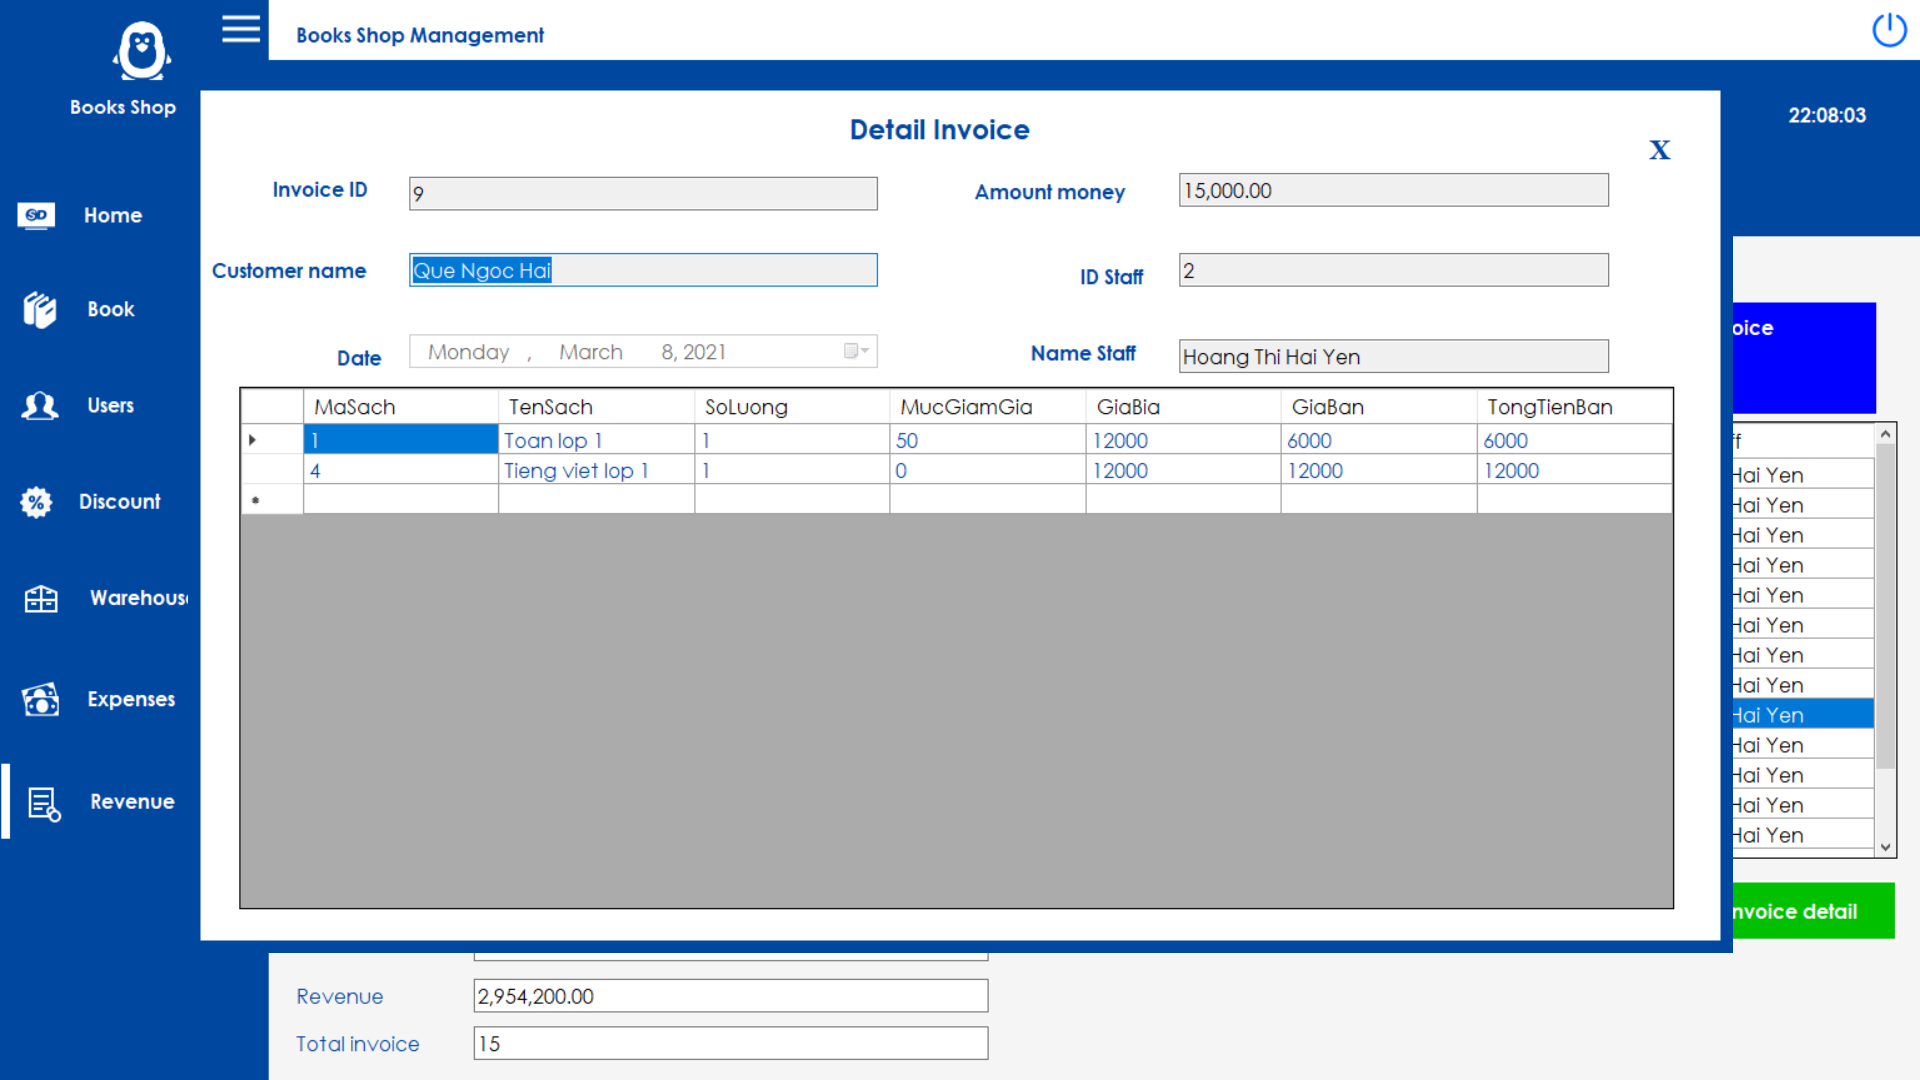 Books Shop Management
Books Shop
22:08:03
Home
Book
Users
Discount
Expenses
Revenue
Detail Invoice
X
Invoice ID 9
Amount money 15,000.00
Customer name Que Ngoc Hai
ID Staff 2
Date Monday , March 8, 2021
Name Staff Hoang Thi Hai Yen
MaSach TenSach SoLuong MucGiamGia GiaBia GiaBan TongTienBan
1 Toan lop 1 1 50 12000 6000 6000
4 Tieng viet lop 1 1 0 12000 12000 12000
Hai Yen
Hai Yen
Hai Yen
Hai Yen
Hai Yen
Hai Yen
Hai Yen
Hai Yen
Hai Yen
Hai Yen
Hai Yen
Hai Yen
Hai Yen
detail
Revenue 2,954,200.00
Total invoice 15